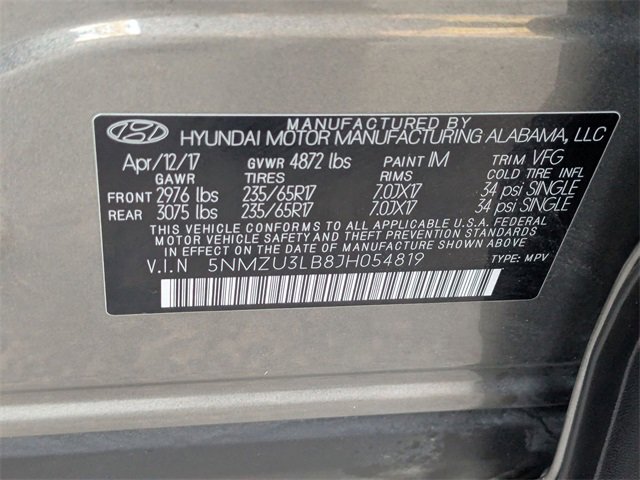 MANUFACTURED BY
HYUNDAI MOTOR MANUFACTURING ALABAMA, LLC
Apr/12/17 GVWR 4872 lbs PAINT IM TRIM VFG
GAWR TIRES RIMS COLD TIRE INFL
FRONT 2976 lbs 235/65R17 7.0JX17 34 psi SINGLE
REAR 3075 lbs 235/65R17 7.0JX17 34 psi SINGLE
THIS VEHICLE CONFORMS TO ALL APPLICABLE U.S.A. FEDERAL
MOTOR VEHICLE SAFETY AND THEFT PREVENTION STANDARDS
IN EFFECT ON THE DATE OF MANUFACTURE SHOWN ABOVE.
V.I.N 5NMZU3LB8JH054819 TYPE: MPV